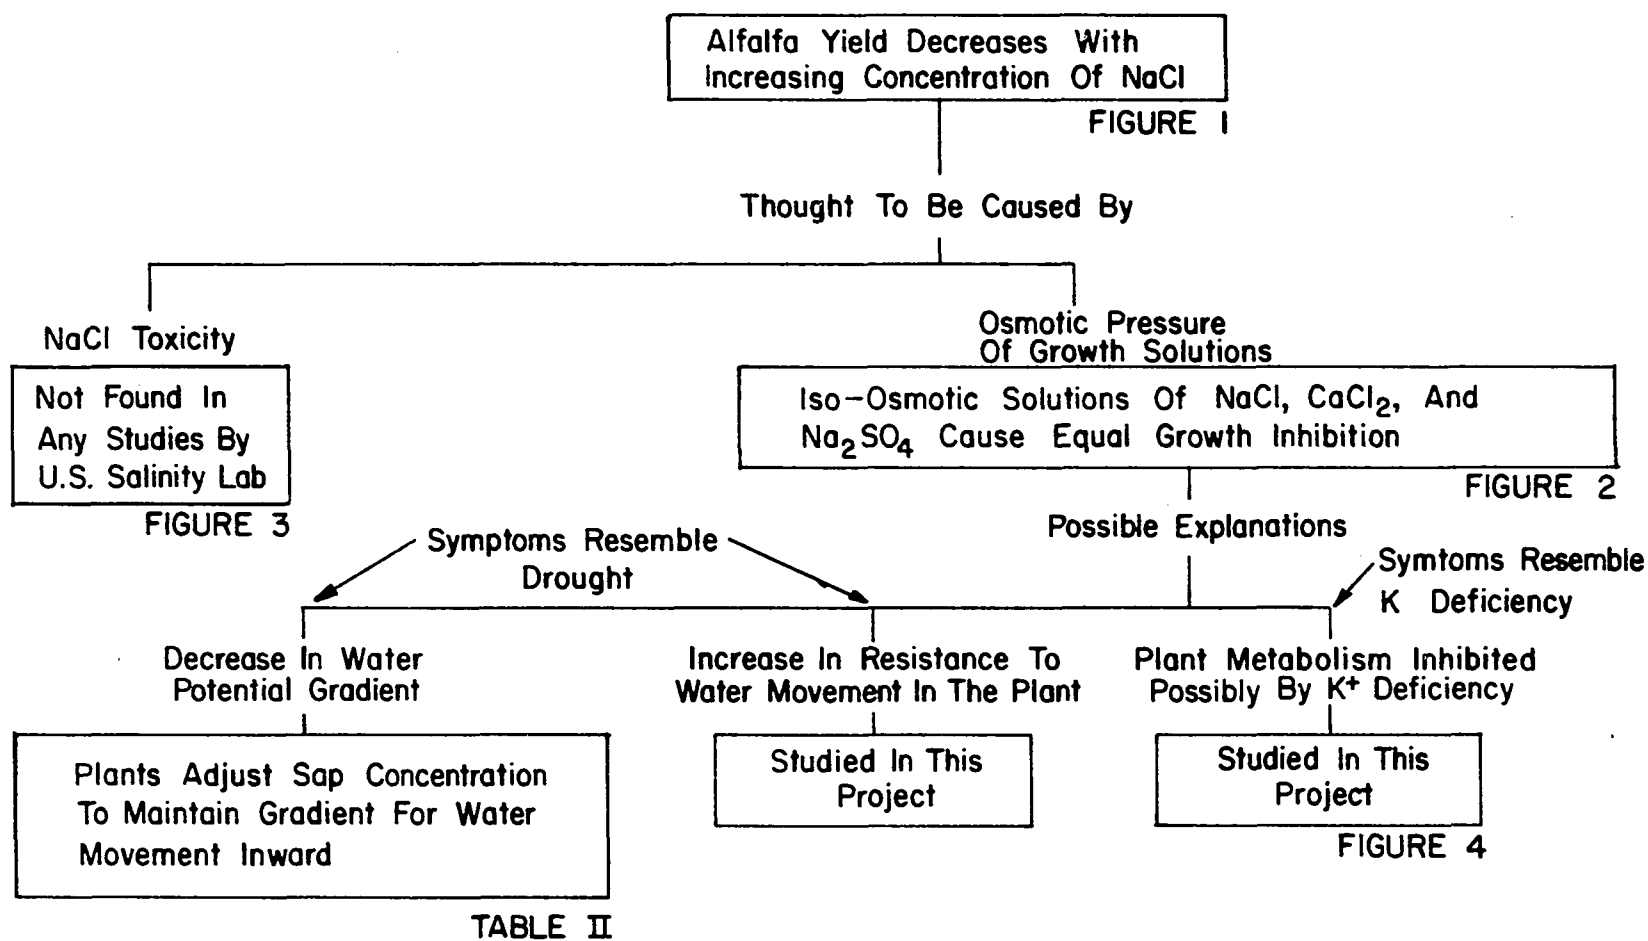 Alfalfa Yield Decreases With
Increasing Concentration Of NaCl
FIGURE 1
Thought To Be Caused By
NaCl Toxicity
Not Found In
Any Studies By
U.S. Salinity Lab
FIGURE 3
Osmotic Pressure
Of Growth Solutions
Iso-Osmotic Solutions Of NaCl, CaCl₂, And
Na₂SO₄ Cause Equal Growth Inhibition
FIGURE 2
Possible Explanations
Symptoms Resemble
Drought
Symtoms Resemble
K Deficiency
Decrease In Water
Potential Gradient
Plants Adjust Sap Concentration
To Maintain Gradient For Water
Movement Inward
TABLE II
Increase In Resistance To
Water Movement In The Plant
Studied In This
Project
Plant Metabolism Inhibited
Possibly By K⁺ Deficiency
Studied In This
Project
FIGURE 4